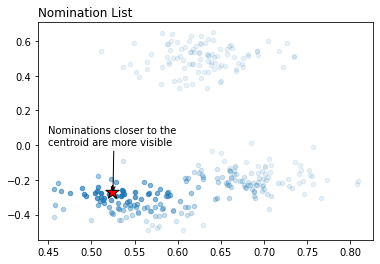 Nomination List
0.6
0.4
0.2
0.0
−0.2
−0.4
Nominations closer to the
centroid are more visible
0.45 0.50 0.55 0.60 0.65 0.70 0.75 0.80